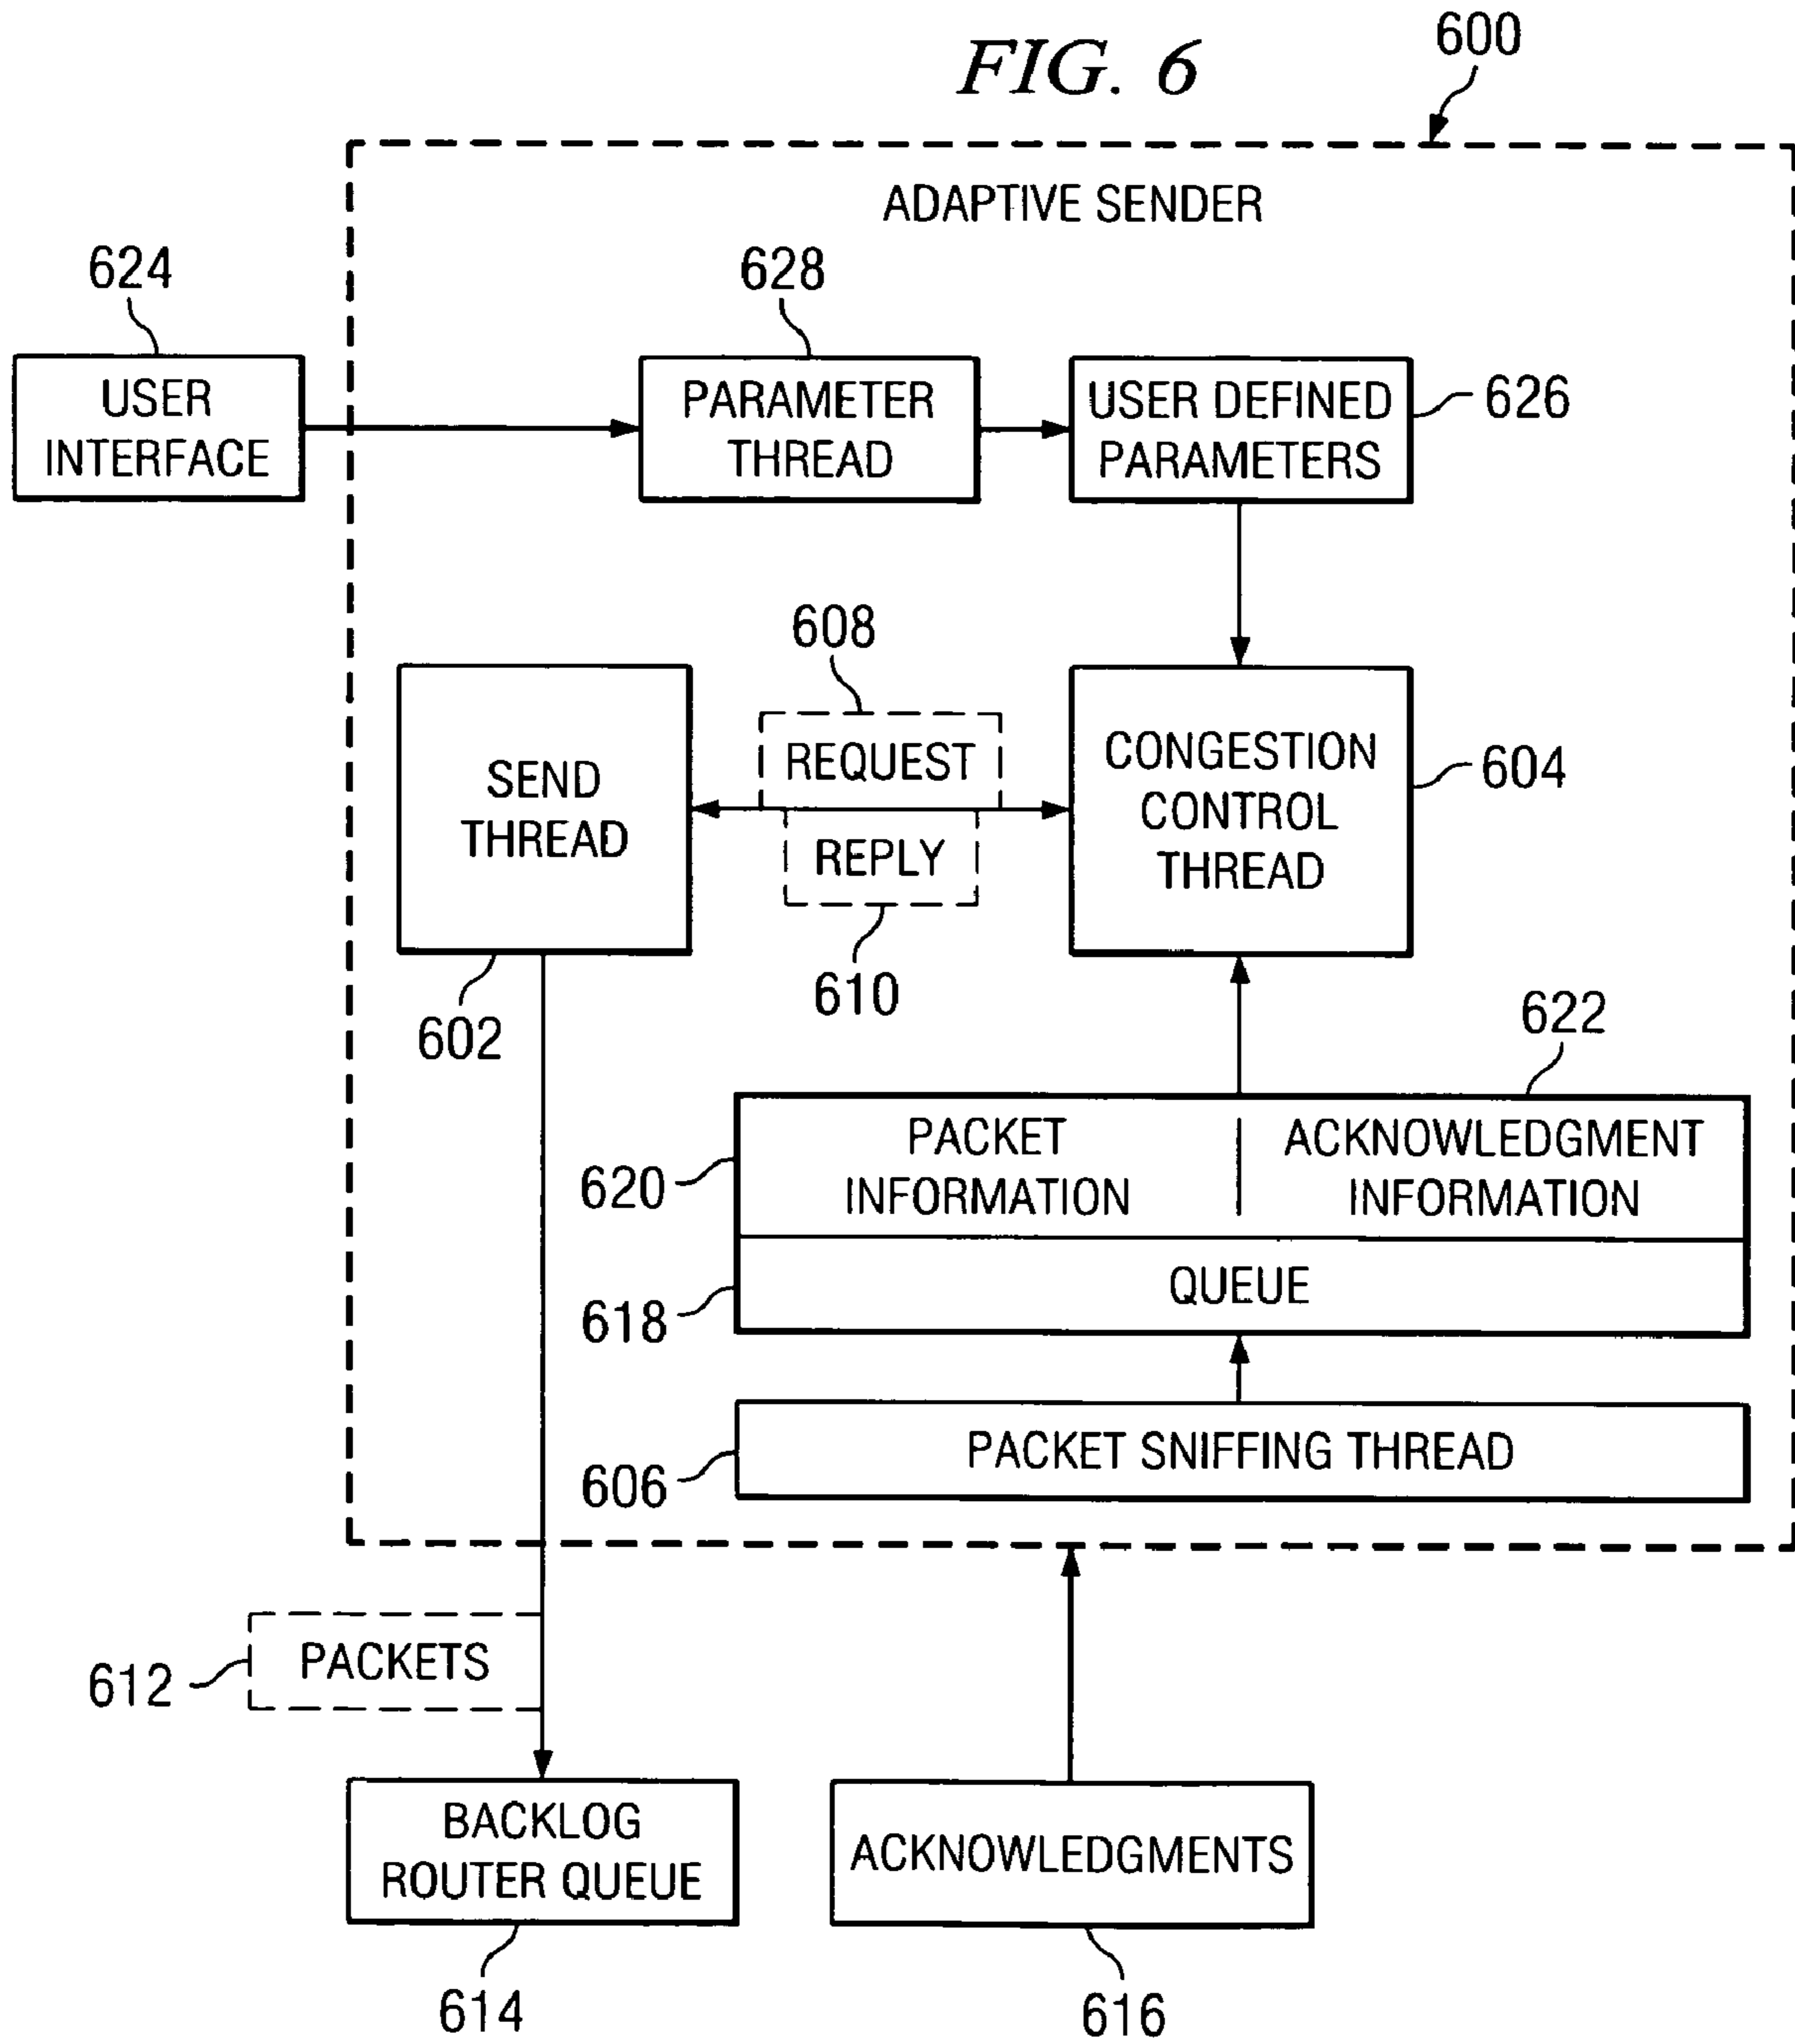 FIG. 6
600
ADAPTIVE SENDER
624
628
USER
INTERFACE
PARAMETER
THREAD
USER DEFINED
PARAMETERS
626
608
REQUEST
SEND
THREAD
CONGESTION
CONTROL
THREAD
604
REPLY
610
602
622
PACKET
INFORMATION
ACKNOWLEDGMENT
INFORMATION
620
QUEUE
618
PACKET SNIFFING THREAD
606
PACKETS
612
BACKLOG
ROUTER QUEUE
ACKNOWLEDGMENTS
614
616